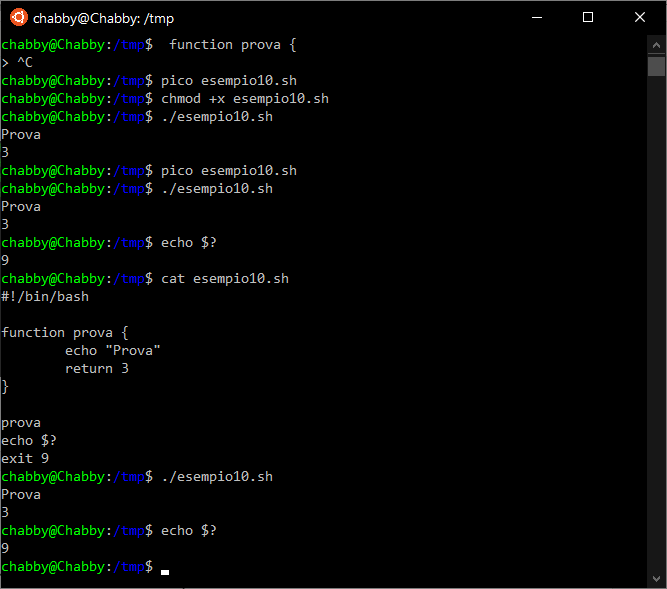 chabby@Chabby: /tmp
chabby@Chabby:/tmp$  function prova {
> ^C
chabby@Chabby:/tmp$ pico esempio10.sh
chabby@Chabby:/tmp$ chmod +x esempio10.sh
chabby@Chabby:/tmp$ ./esempio10.sh
Prova
3
chabby@Chabby:/tmp$ pico esempio10.sh
chabby@Chabby:/tmp$ ./esempio10.sh
Prova
3
chabby@Chabby:/tmp$ echo $?
9
chabby@Chabby:/tmp$ cat esempio10.sh
#!/bin/bash
function prova {
        echo "Prova"
        return 3
}
prova
echo $?
exit 9
chabby@Chabby:/tmp$ ./esempio10.sh
Prova
3
chabby@Chabby:/tmp$ echo $?
9
chabby@Chabby:/tmp$